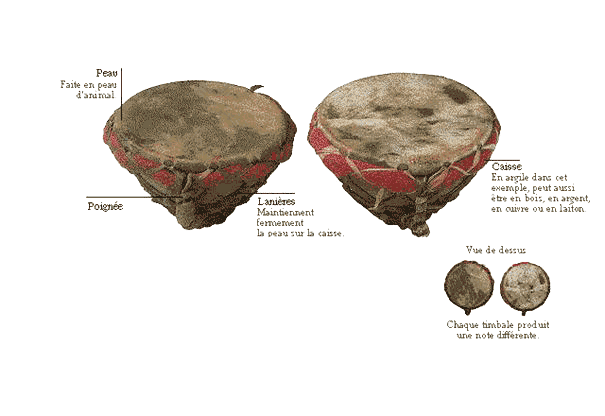 Peau
Faite en peau
d'animal.
Poignée
Lanières
Maintiennent
fermement
la peau sur la caisse.
Caisse
En argile dans cet
exemple, peut aussi
être en bois, en argent,
en cuivre ou en laiton.
Vue de dessus
Chaque timbale produit
une note différente.